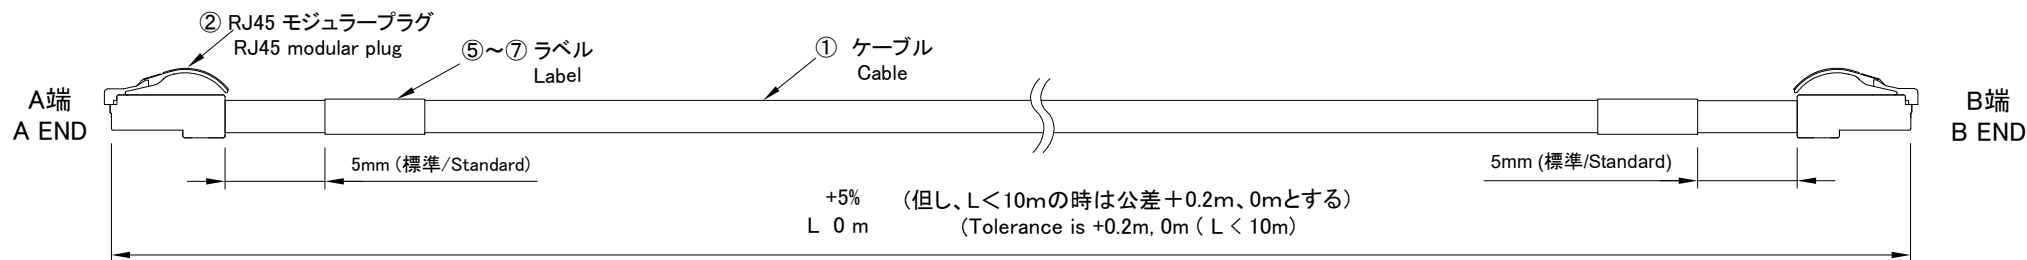 ② RJ45 モジュラープラグ
RJ45 modular plug
⑤～⑦ ラベル
Label
① ケーブル
Cable
A端
A END
B端
B END
5mm (標準/Standard)
5mm (標準/Standard)
+5% (但し、L＜10mの時は公差＋0.2m、0mとする)
L 0 m (Tolerance is +0.2m, 0m ( L < 10m)